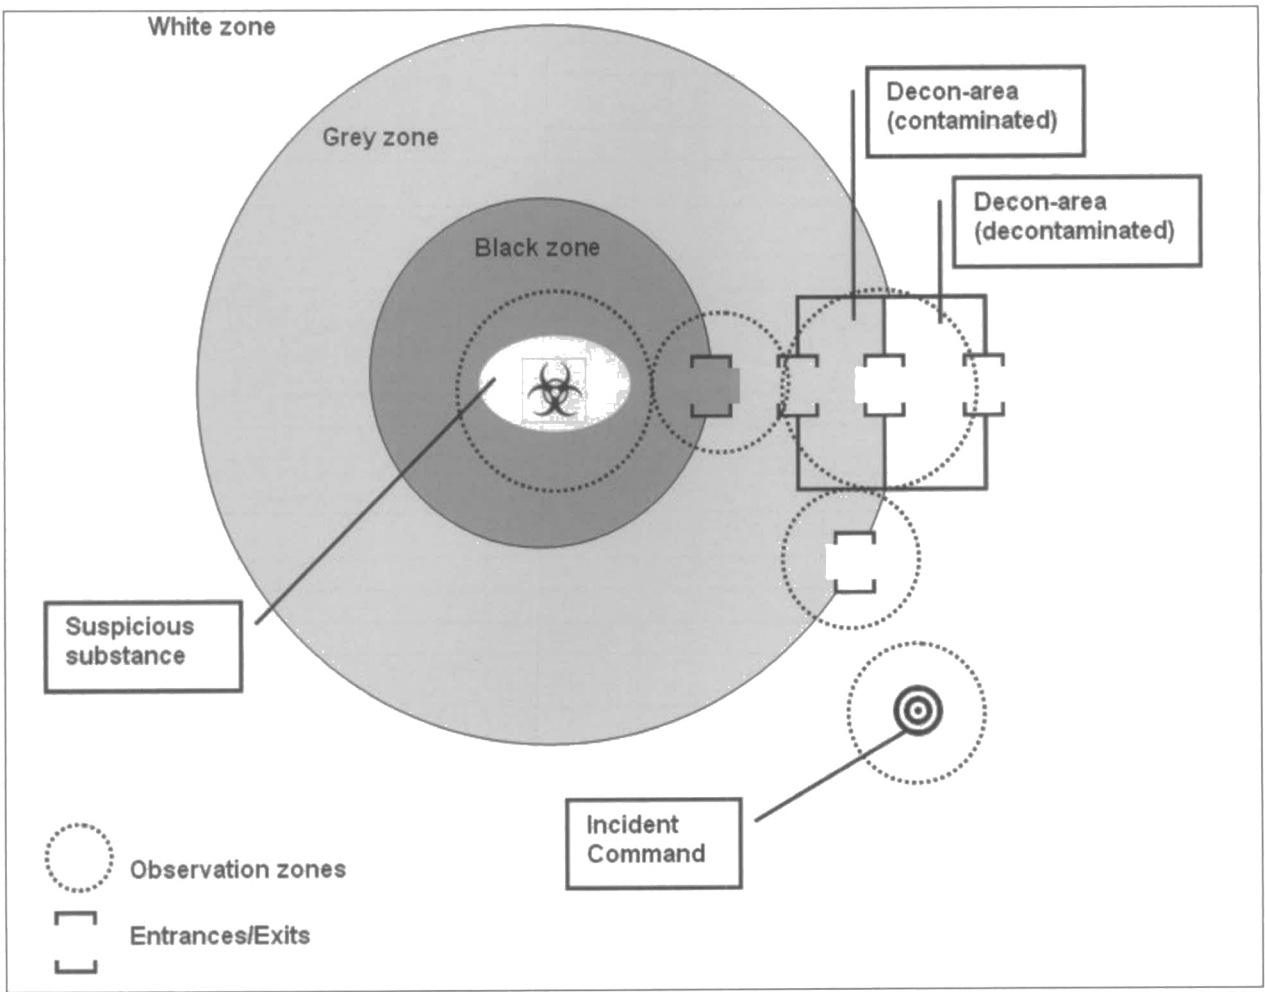 White zone
Grey zone
Black zone
Decon-area
(contaminated)
Decon-area
(decontaminated)
Suspicious
substance
Incident
Command
Observation zones
Entrances/Exits